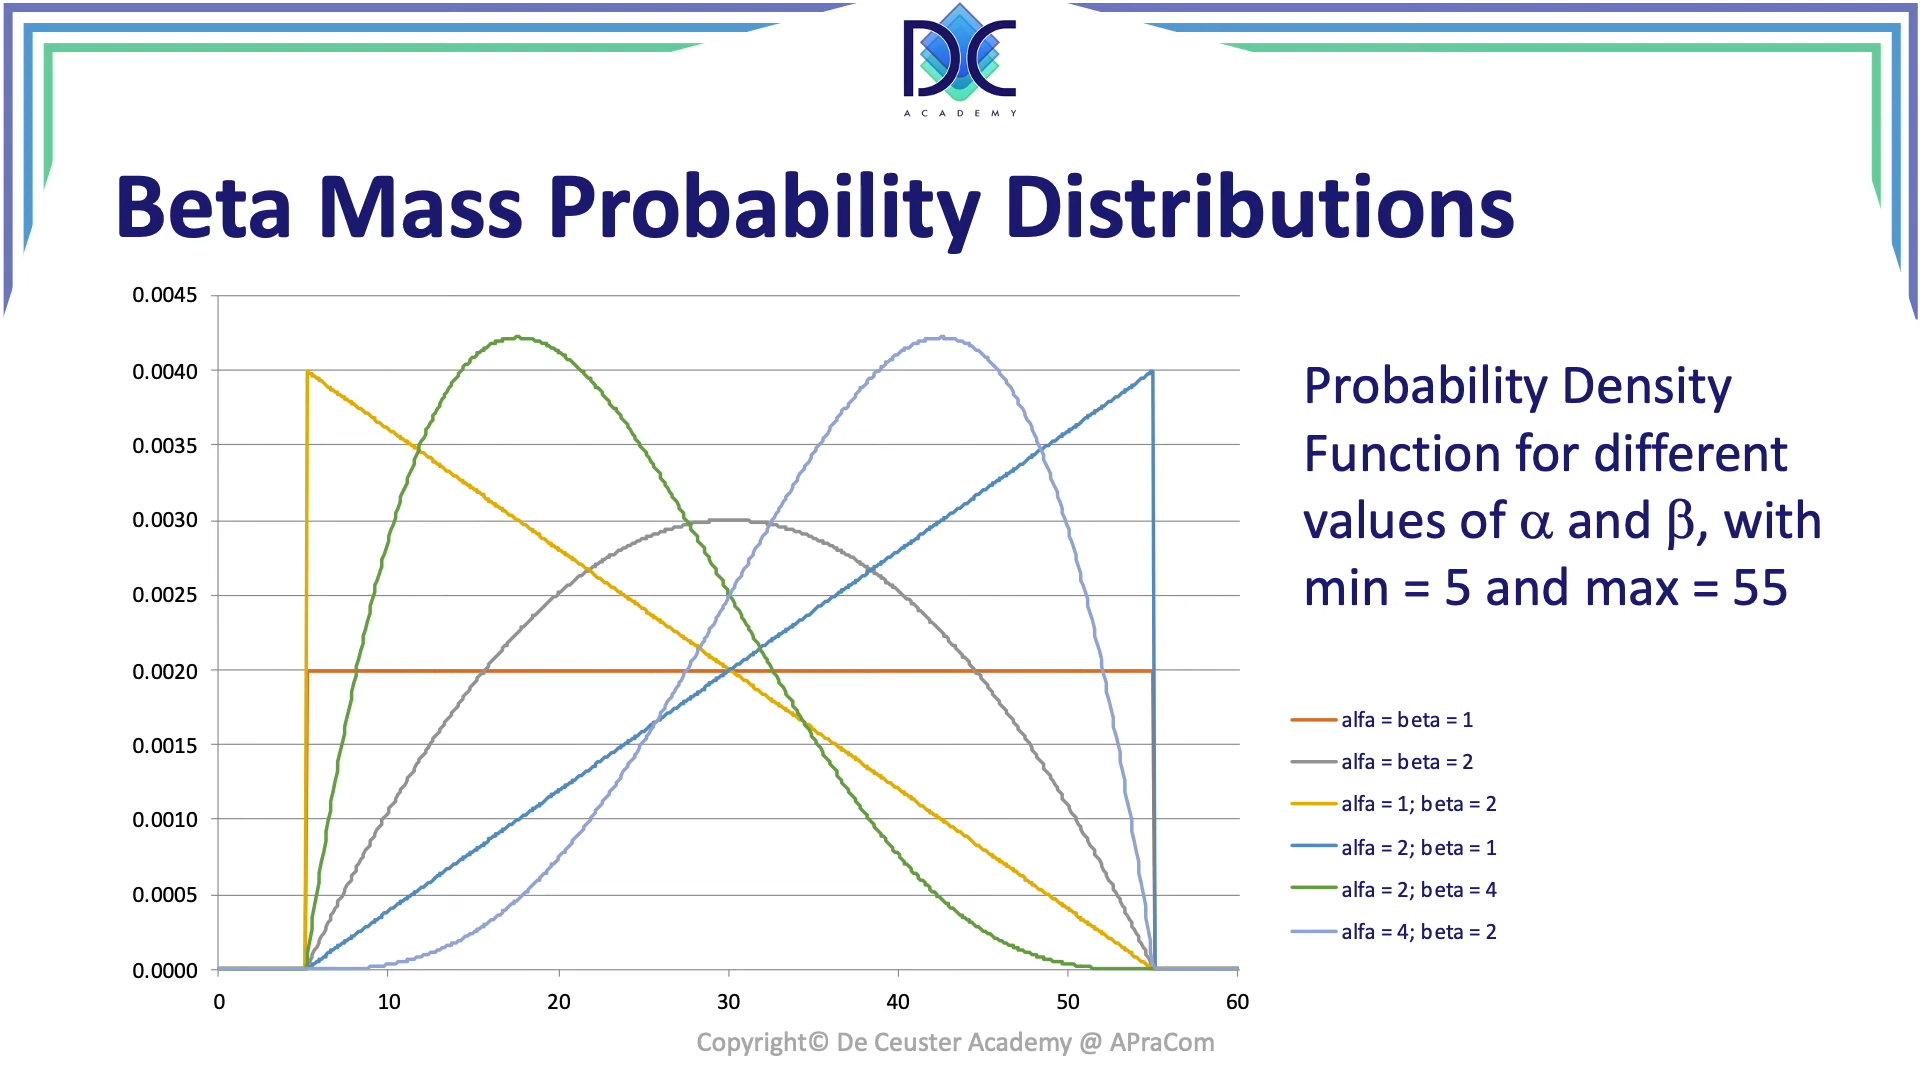 DC
ACADEMY
Beta Mass Probability Distributions
0.0045
0.0040
0.0035
0.0030
0.0025
0.0020
0.0015
0.0010
0.0005
0.0000
0 10 20 30 40 50 60
Probability Density
Function for different
values of α and β, with
min = 5 and max = 55
alfa = beta = 1
alfa = beta = 2
alfa = 1; beta = 2
alfa = 2; beta = 1
alfa = 2; beta = 4
alfa = 4; beta = 2
Copyright© De Ceuster Academy @ APraCom